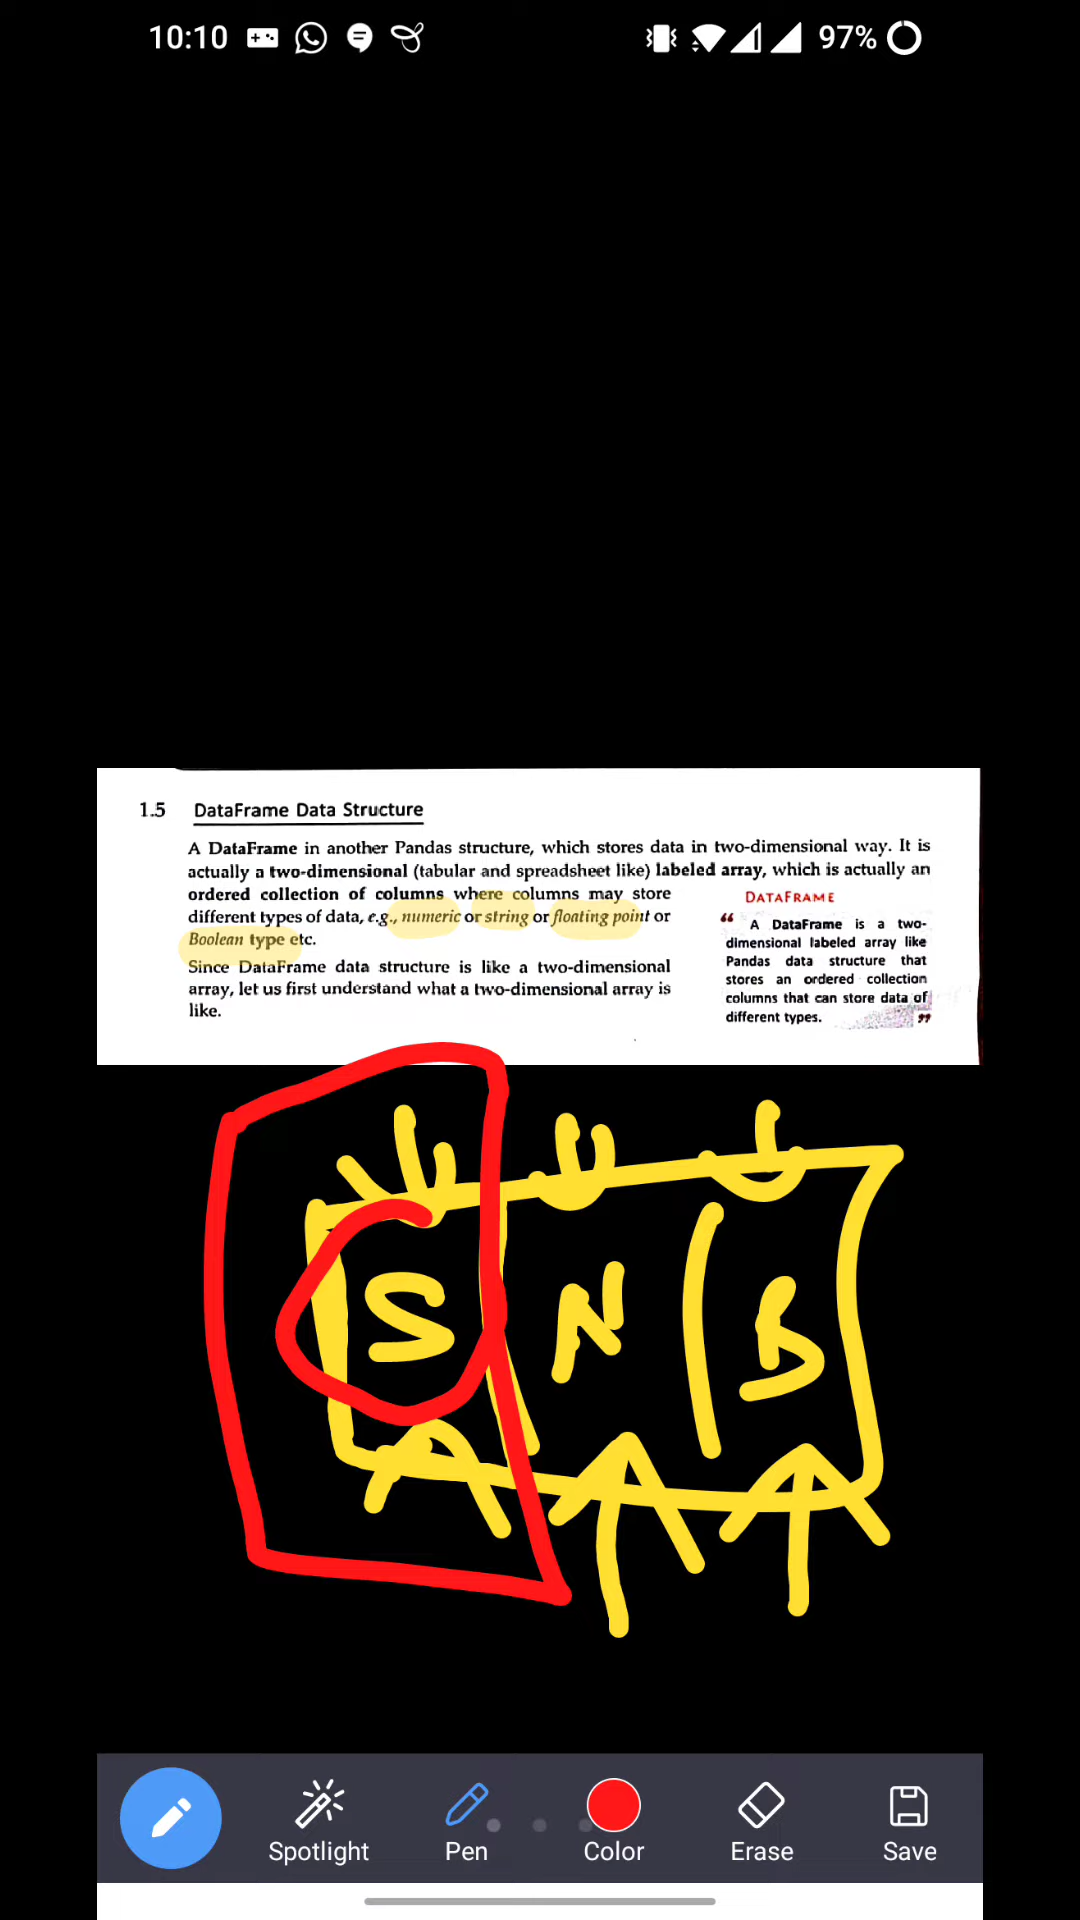 10:10
97%
1.5 DataFrame Data Structure
A DataFrame in another Pandas structure, which stores data in two-dimensional way. It is
actually a two-dimensional (tabular and spreadsheet like) labeled array, which is actually an
ordered collection of columns where columns may store
different types of data, e.g., numeric or string or floating point or
Boolean type etc.
Since DataFrame data structure is like a two-dimensional
array, let us first understand what a two-dimensional array is
like.
DATAFRAME
“ A DataFrame is a two-
dimensional labeled array like
Pandas data structure that
stores an ordered collection
columns that can store data of
different types. ”
S N B
Spotlight Pen Color Erase Save